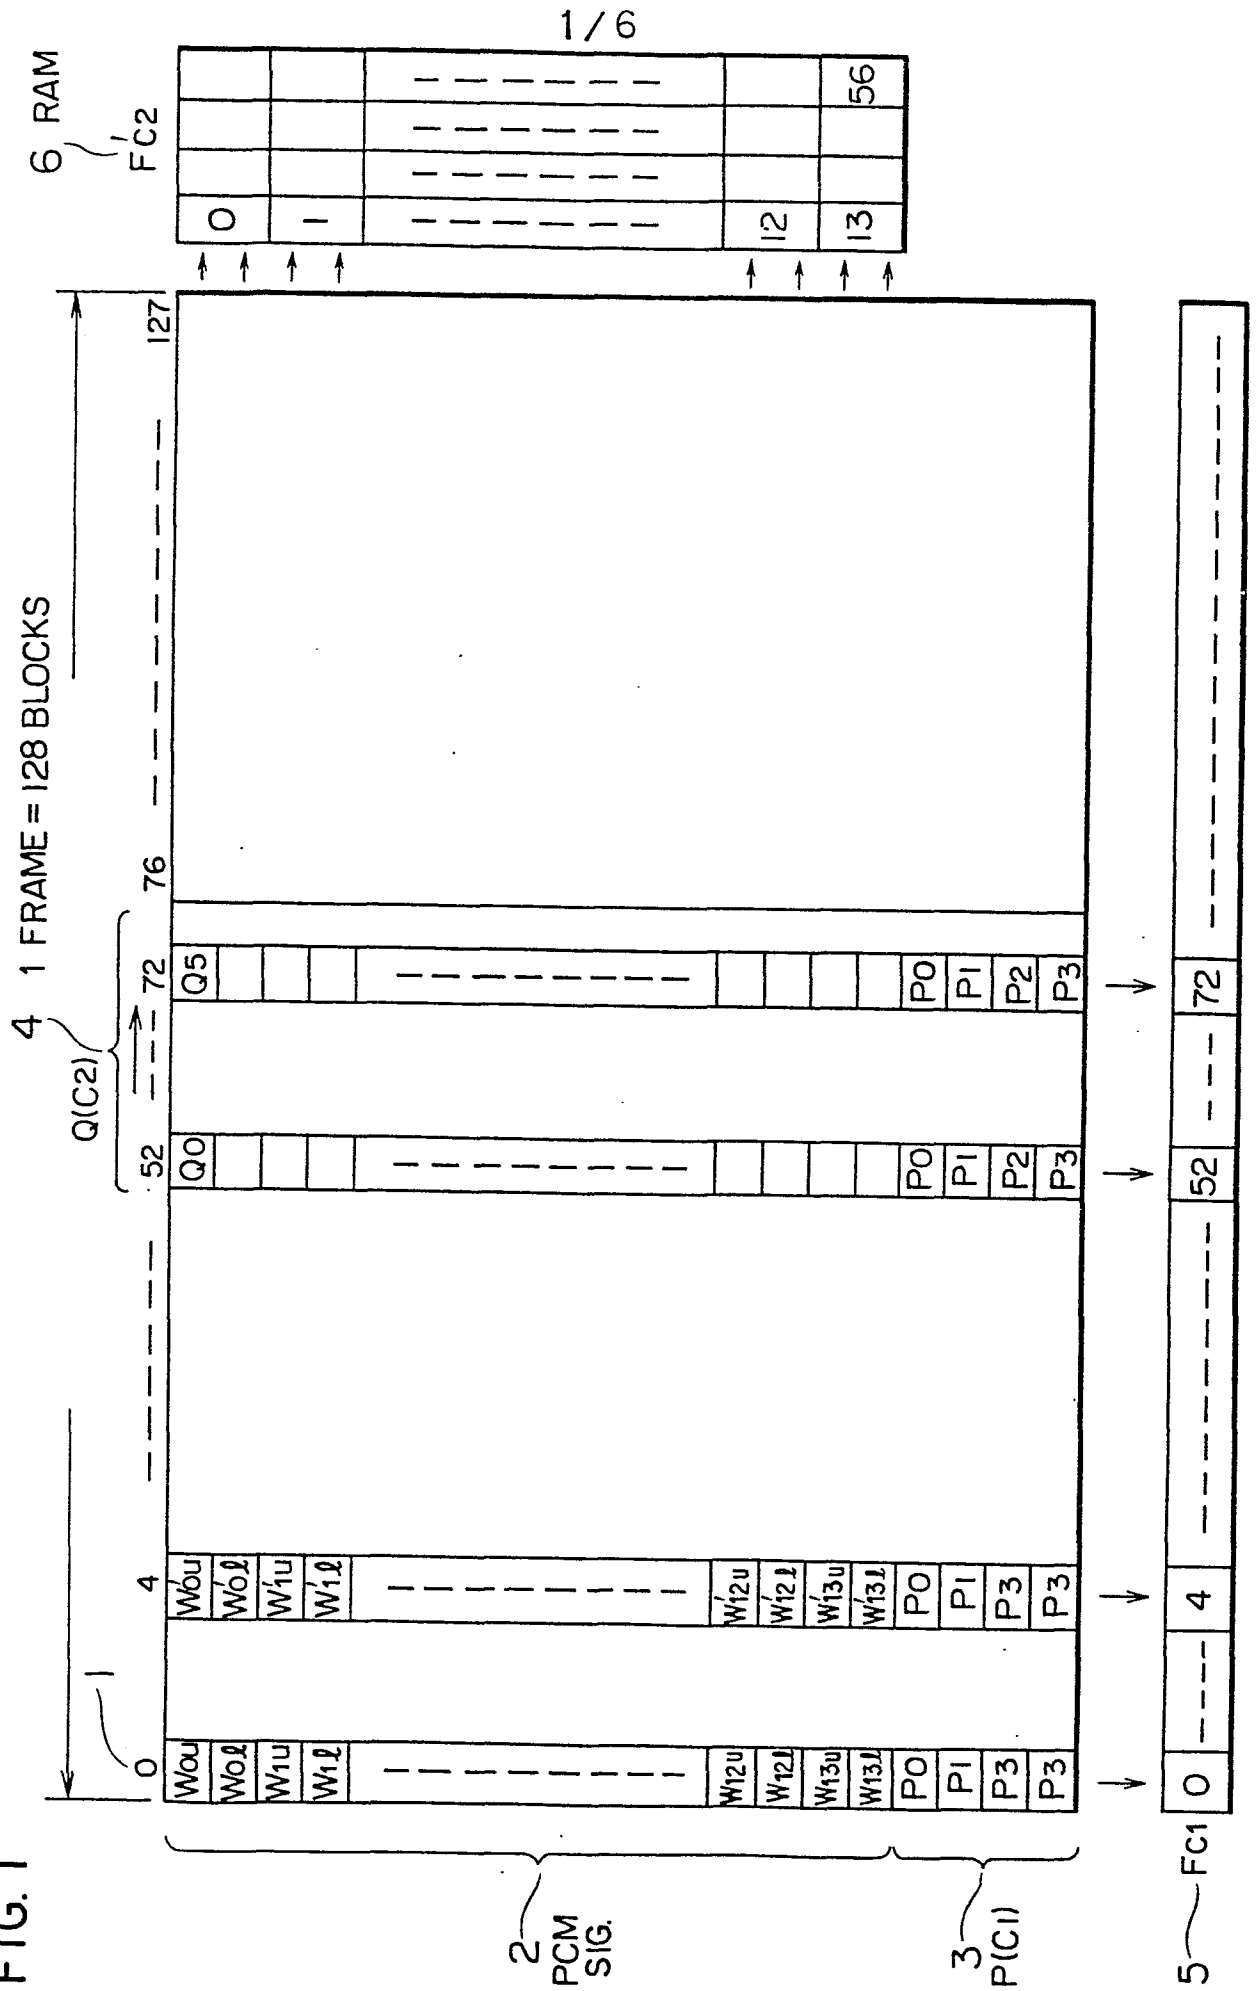 1/6
FIG. 1
4 1 FRAME = 128 BLOCKS
6 RAM
F'C2
Q(C2)
1
0 4 52 72 76 127
W0u W'0u Q0 Q5
W0l W'0l
W1u W'1u
W1l W'1l
W12u W'12u
W12l W'12l
W13u W'13u
W13l W'13l
P0 P0 P0 P0
P1 P1 P1 P1
P3 P3 P2 P2
P3 P3 P3 P3
0
1
12
13 56
2
PCM
SIG.
3
P(C1)
5 FC1 0 4 52 72